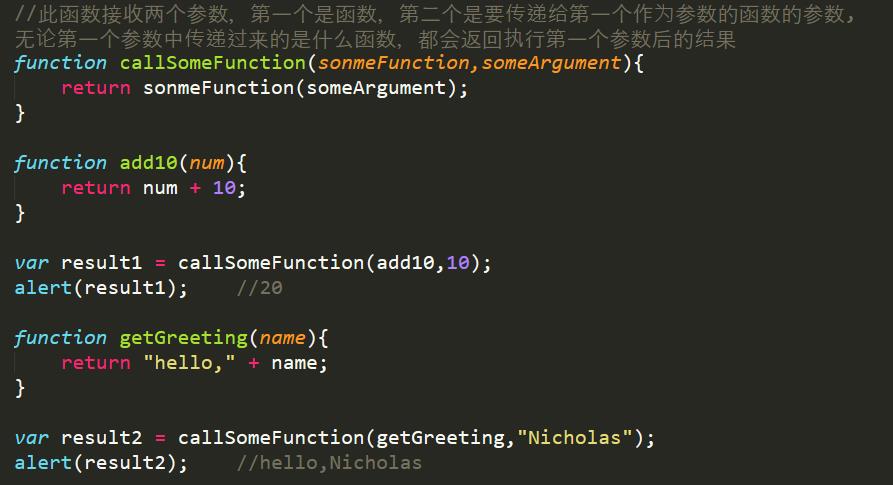 //此函数接收两个参数，第一个是函数，第二个是要传递给第一个作为参数的函数的参数，
无论第一个参数中传递过来的是什么函数，都会返回执行第一个参数后的结果
function callSomeFunction(sonmeFunction,someArgument){
    return sonmeFunction(someArgument);
}
function add10(num){
    return num + 10;
}
var result1 = callSomeFunction(add10,10);
alert(result1);    //20
function getGreeting(name){
    return "hello," + name;
}
var result2 = callSomeFunction(getGreeting,"Nicholas");
alert(result2);    //hello,Nicholas